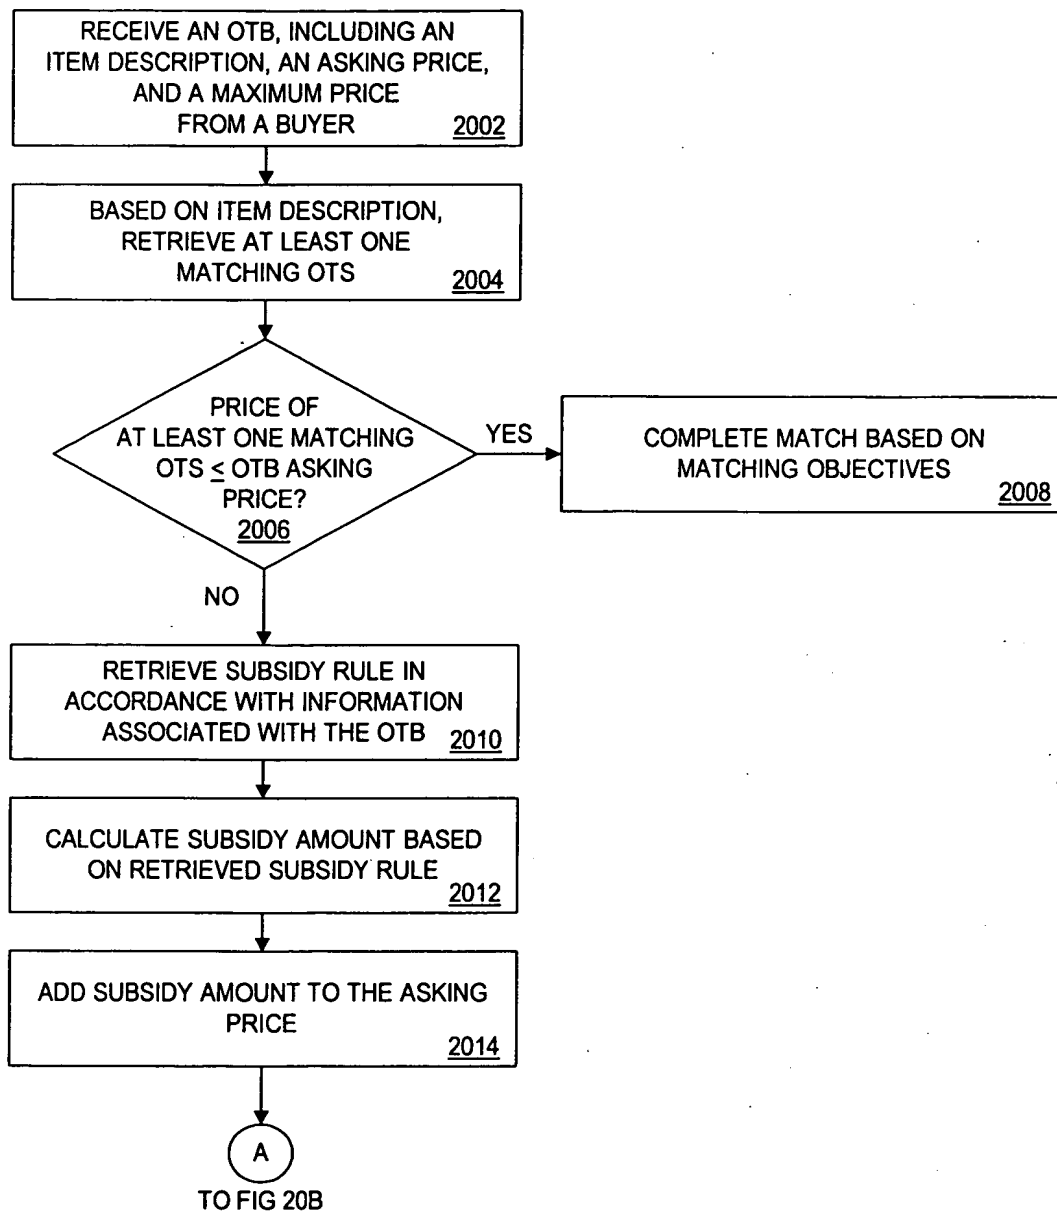 RECEIVE AN OTB, INCLUDING AN
ITEM DESCRIPTION, AN ASKING PRICE,
AND A MAXIMUM PRICE
FROM A BUYER 2002
BASED ON ITEM DESCRIPTION,
RETRIEVE AT LEAST ONE
MATCHING OTS 2004
PRICE OF
AT LEAST ONE MATCHING
OTS ≤ OTB ASKING
PRICE?
2006
YES
COMPLETE MATCH BASED ON
MATCHING OBJECTIVES
2008
NO
RETRIEVE SUBSIDY RULE IN
ACCORDANCE WITH INFORMATION
ASSOCIATED WITH THE OTB 2010
CALCULATE SUBSIDY AMOUNT BASED
ON RETRIEVED SUBSIDY RULE
2012
ADD SUBSIDY AMOUNT TO THE ASKING
PRICE
2014
A
TO FIG 20B